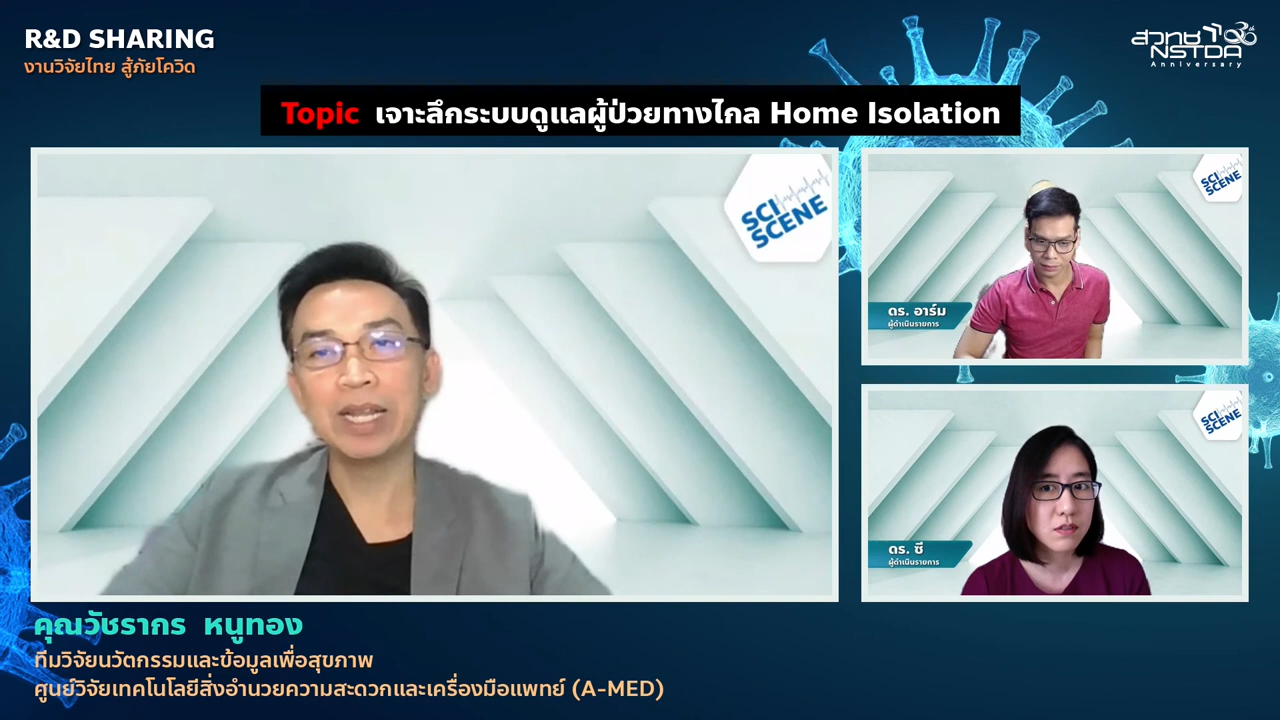 R&D SHARING
งานวิจัยไทย สู้ภัยโควิด
สวทช
NSTDA
Anniversary
Topic เจาะลึกระบบดูแลผู้ป่วยทางไกล Home Isolation
SCI
SCENE
SCI
SCENE
ดร. อาร์ม
ผู้ดำเนินรายการ
SCI
SCENE
ดร. ซี
ผู้ดำเนินรายการ
คุณวัชรากร หนูทอง
ทีมวิจัยนวัตกรรมและข้อมูลเพื่อสุขภาพ
ศูนย์วิจัยเทคโนโลยีสิ่งอำนวยความสะดวกและเครื่องมือแพทย์ (A-MED)